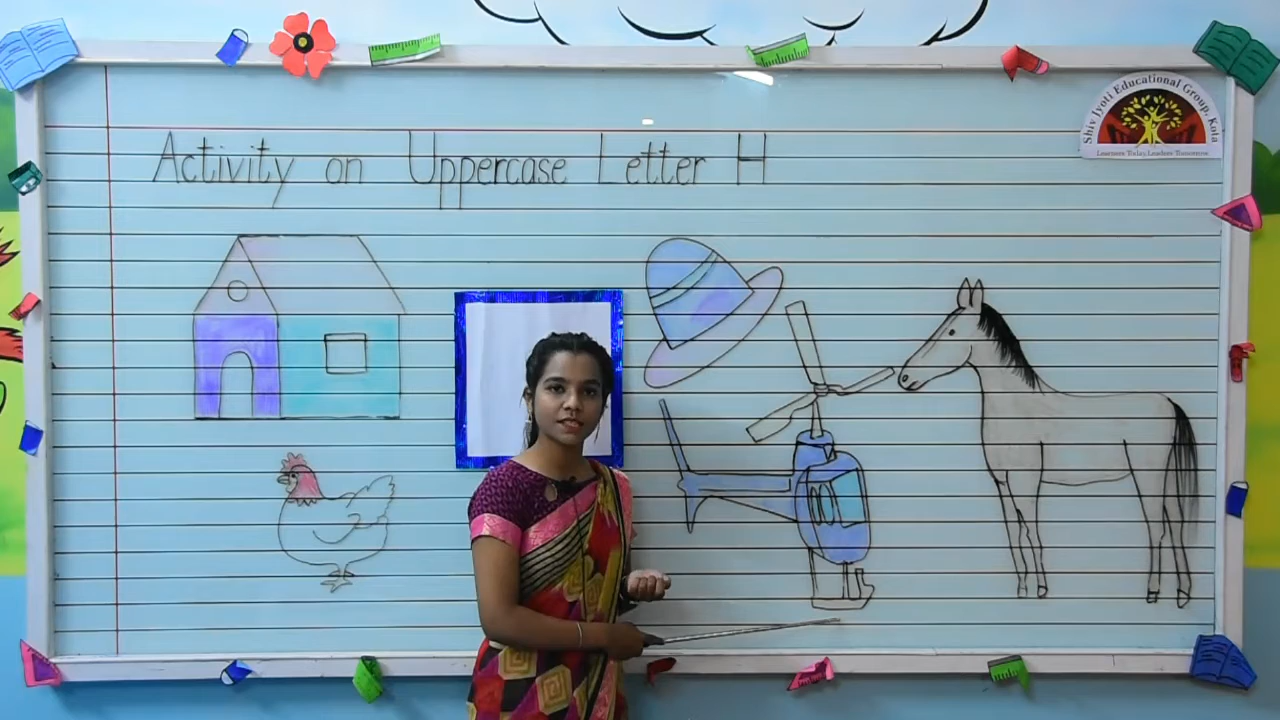 Activity on Uppercase Letter H
Shiv Jyoti Educational Group, Kota
Learners Today, Leaders Tomorrow